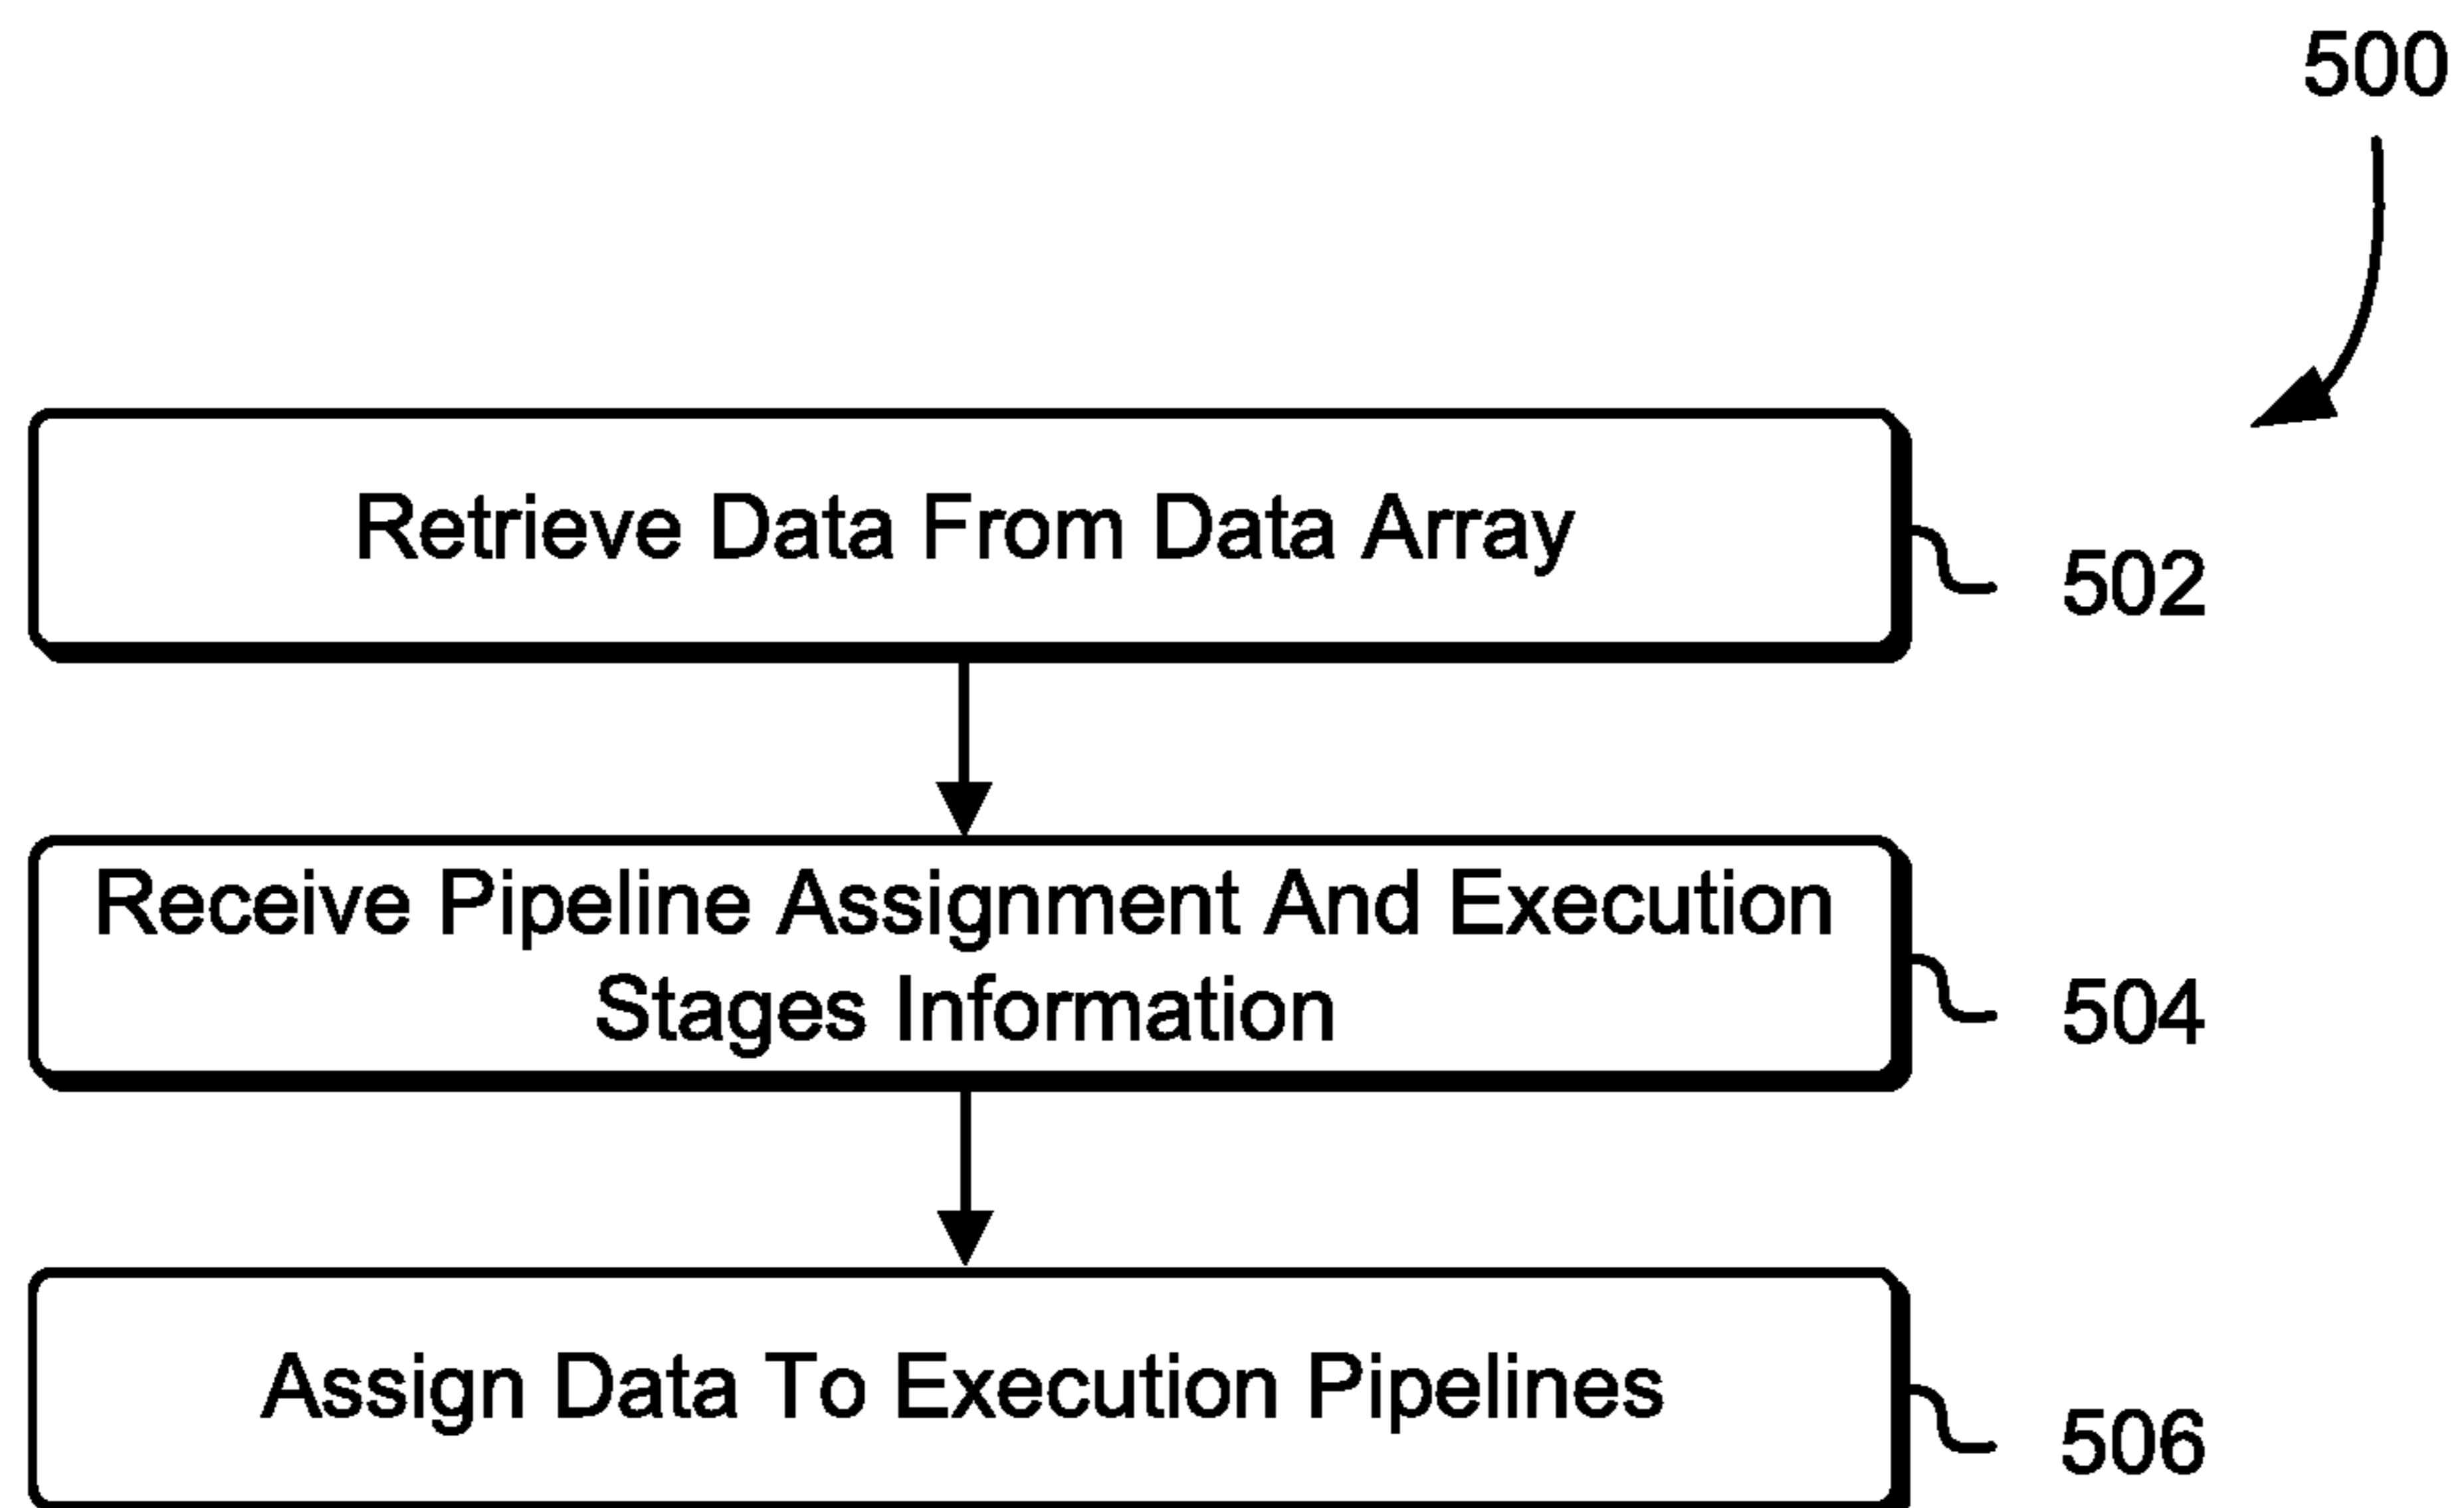 500
Retrieve Data From Data Array
502
Receive Pipeline Assignment And Execution
Stages Information
504
Assign Data To Execution Pipelines
506